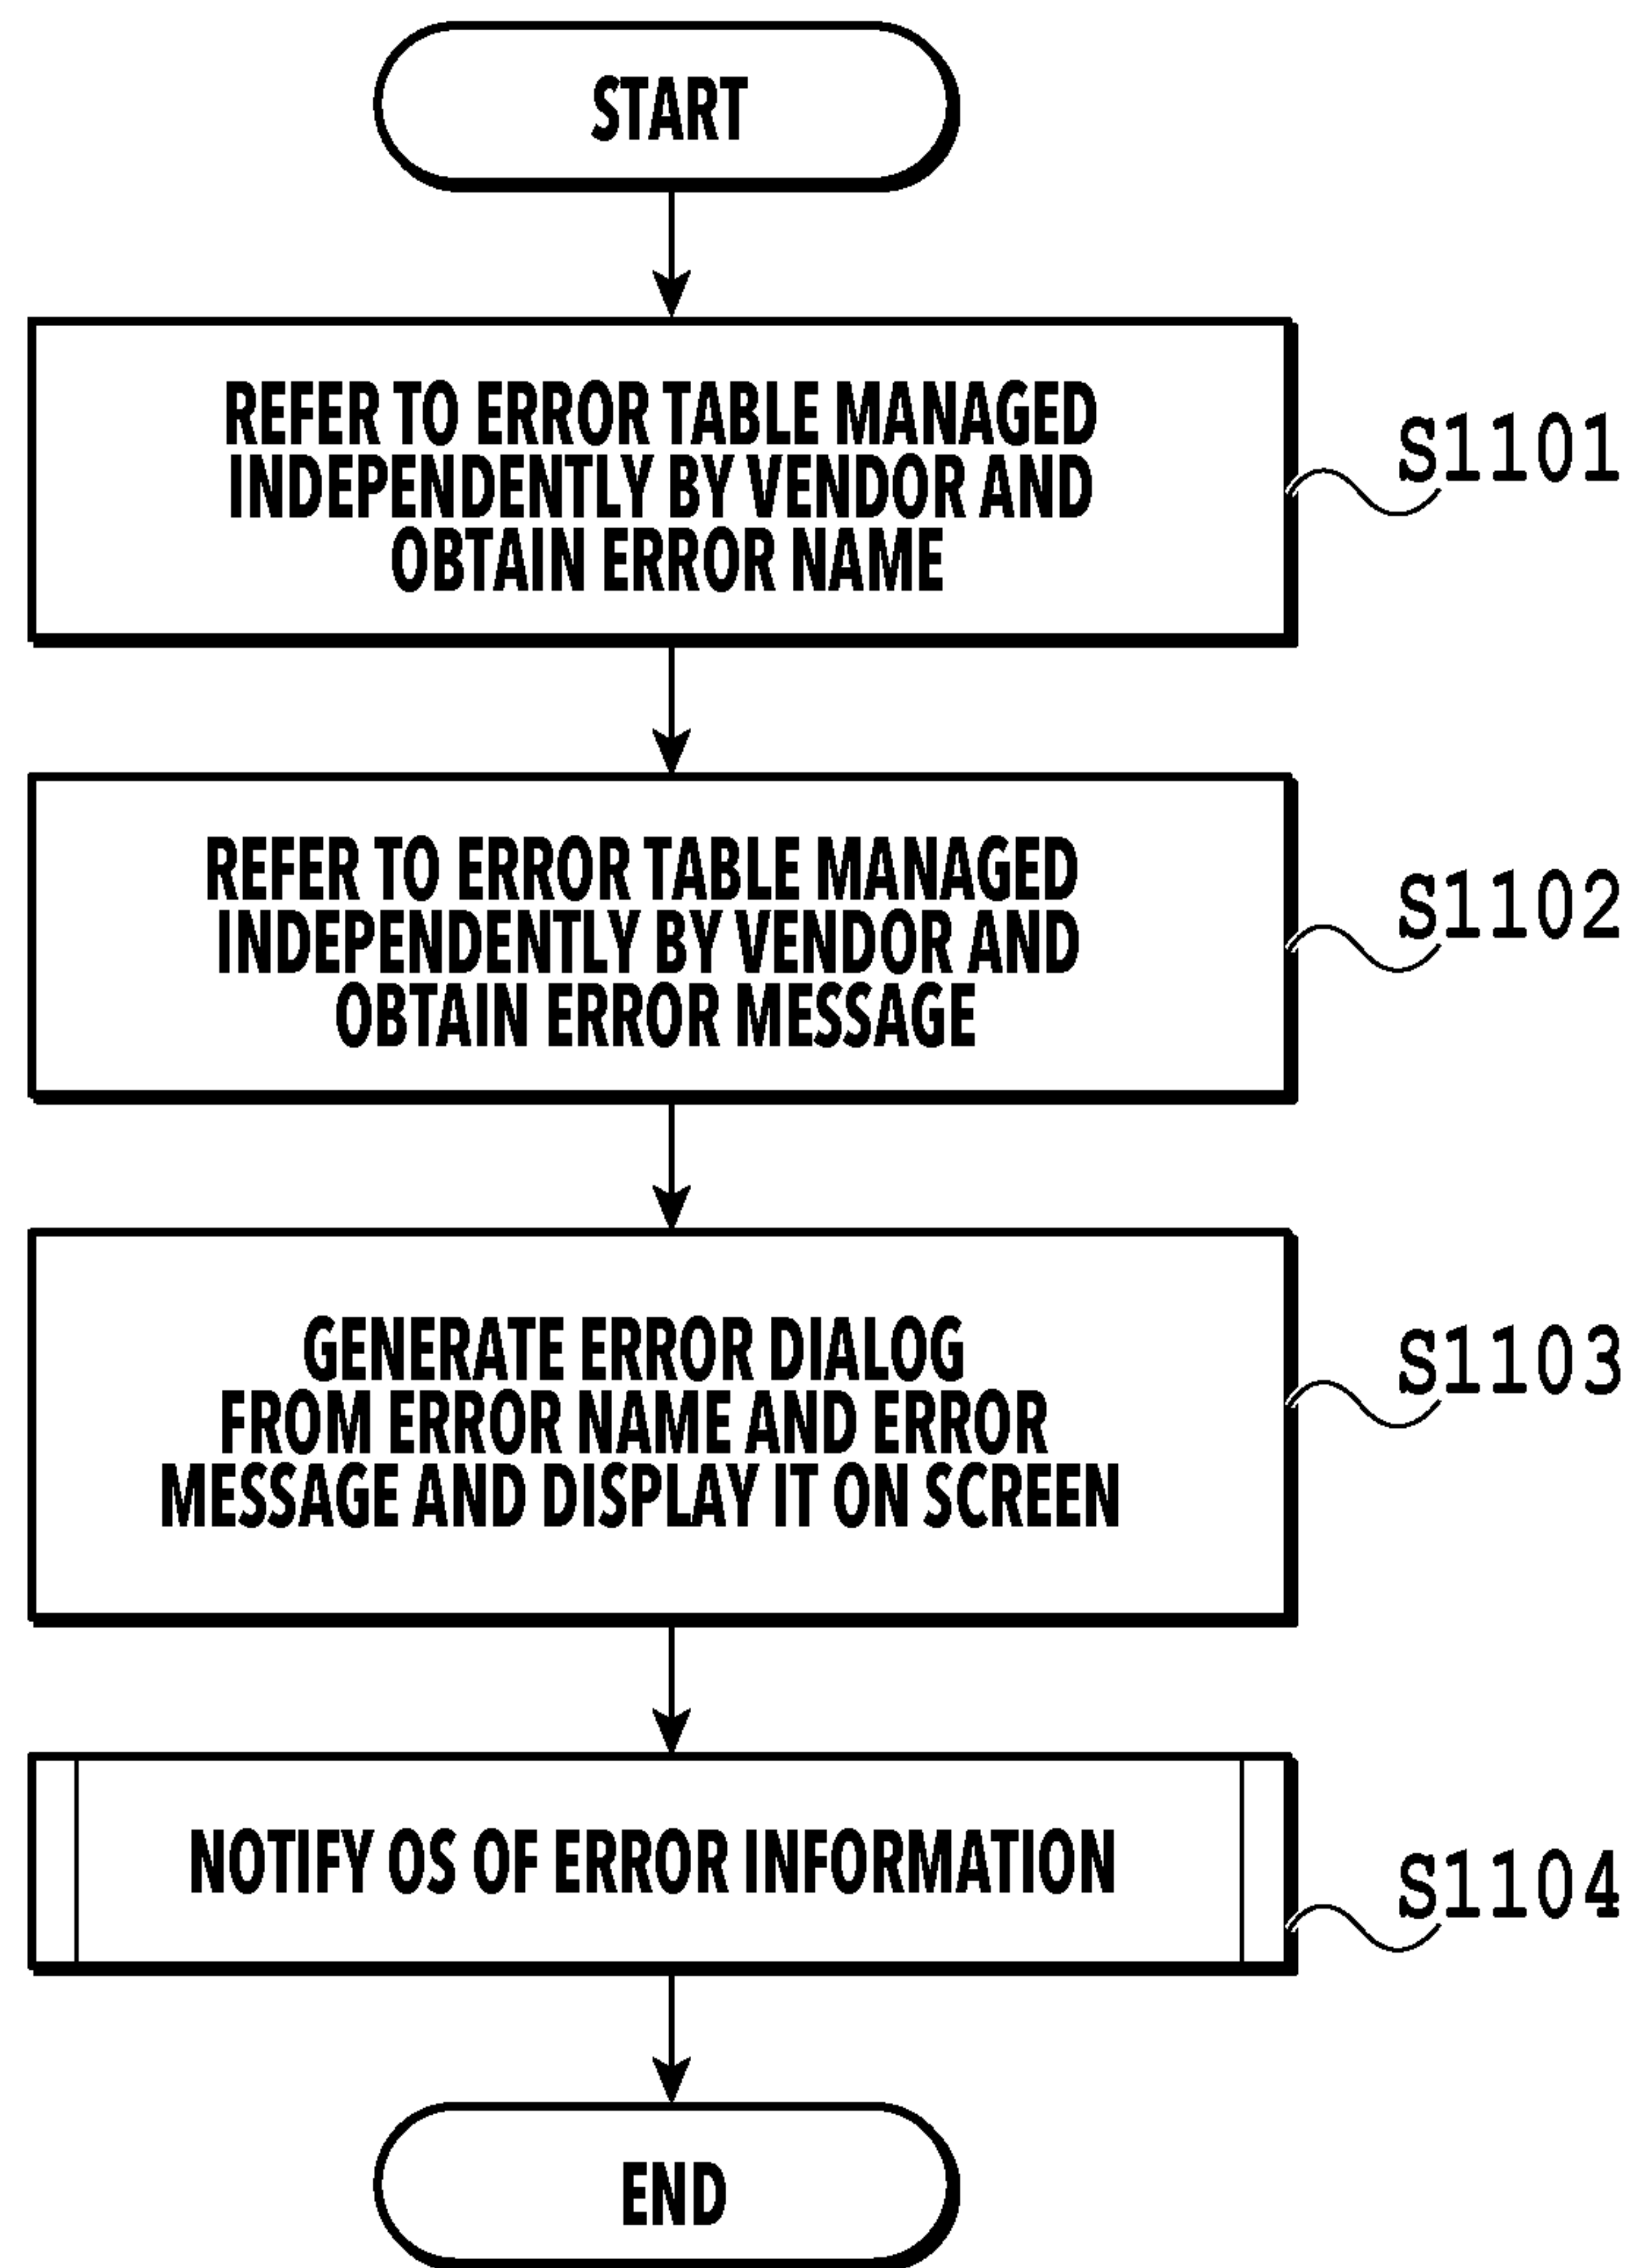 START
REFER TO ERROR TABLE MANAGED
INDEPENDENTLY BY VENDOR AND
OBTAIN ERROR NAME
S1101
REFER TO ERROR TABLE MANAGED
INDEPENDENTLY BY VENDOR AND
OBTAIN ERROR MESSAGE
S1102
GENERATE ERROR DIALOG
FROM ERROR NAME AND ERROR
MESSAGE AND DISPLAY IT ON SCREEN
S1103
NOTIFY OS OF ERROR INFORMATION
S1104
END